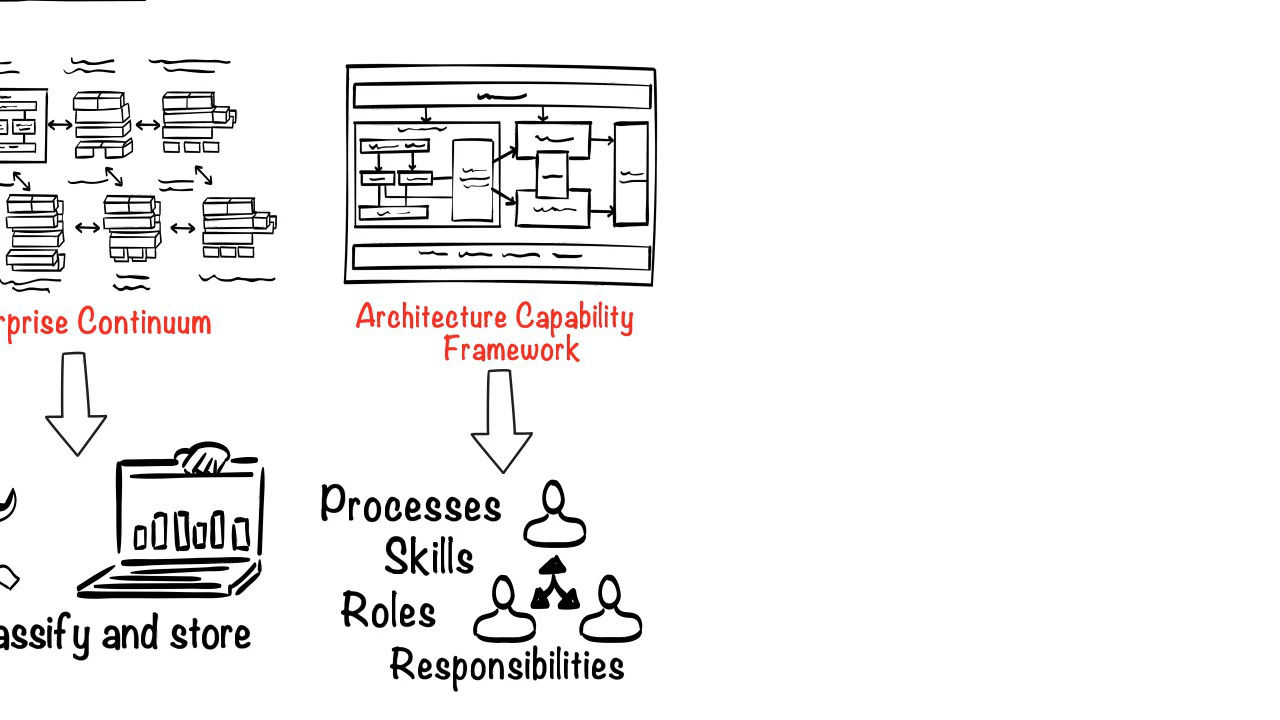 rprise Continuum
assify and store
Architecture Capability
Framework
Processes
Skills
Roles
Responsibilities